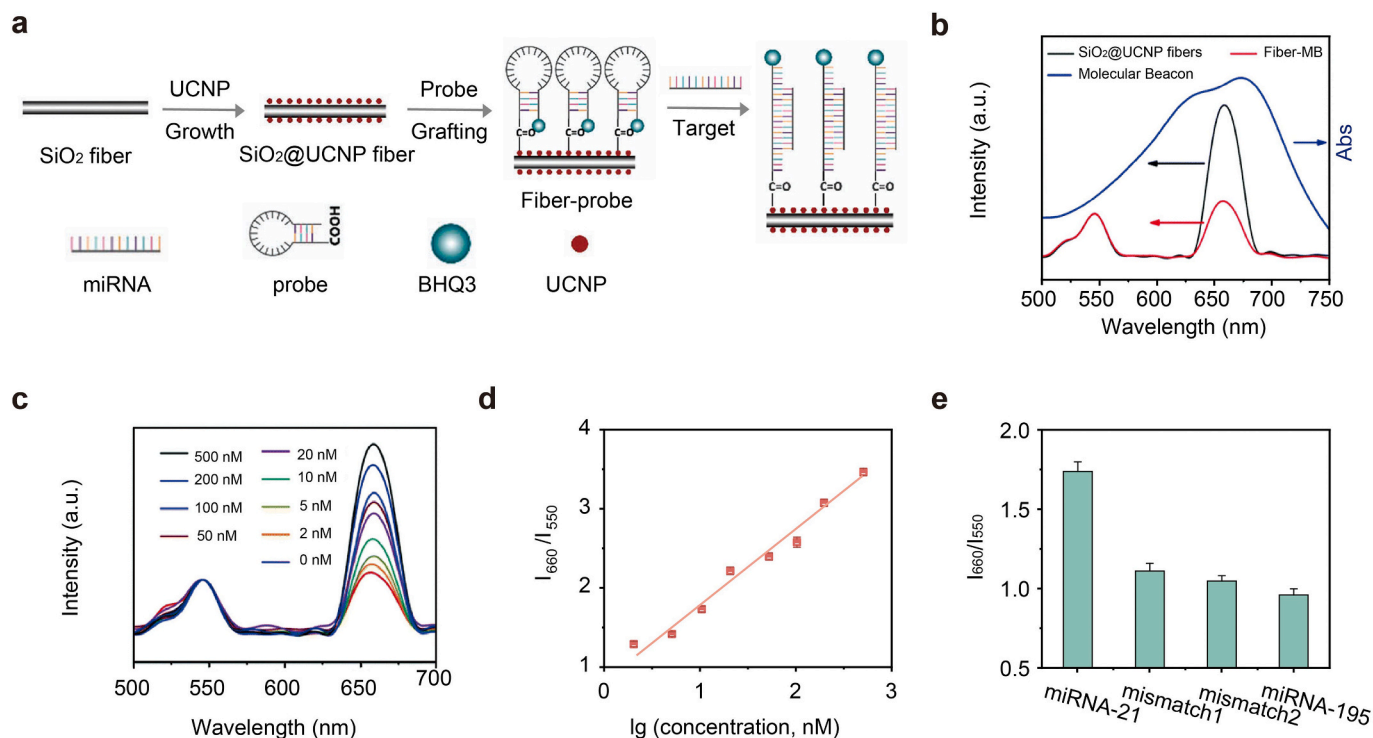 a
UCNP
Growth
Probe
Grafting
Target
C=O
C=O
C=O
C=O
C=O
C=O
SiO2 fiber
SiO2@UCNP fiber
Fiber-probe
COOH
miRNA
probe
BHQ3
UCNP
b
SiO2@UCNP fibers
Fiber-MB
Molecular Beacon
Intensity (a.u.)
Abs
500 550 600 650 700 750
Wavelength (nm)
c
500 nM
200 nM
100 nM
50 nM
20 nM
10 nM
5 nM
2 nM
0 nM
Intensity (a.u.)
500 550 600 650 700
Wavelength (nm)
d
4
3
2
1
I660/I550
0 1 2 3
lg (concentration, nM)
e
2.0
1.5
1.0
0.5
I660/I550
miRNA-21
mismatch1
mismatch2
miRNA-195